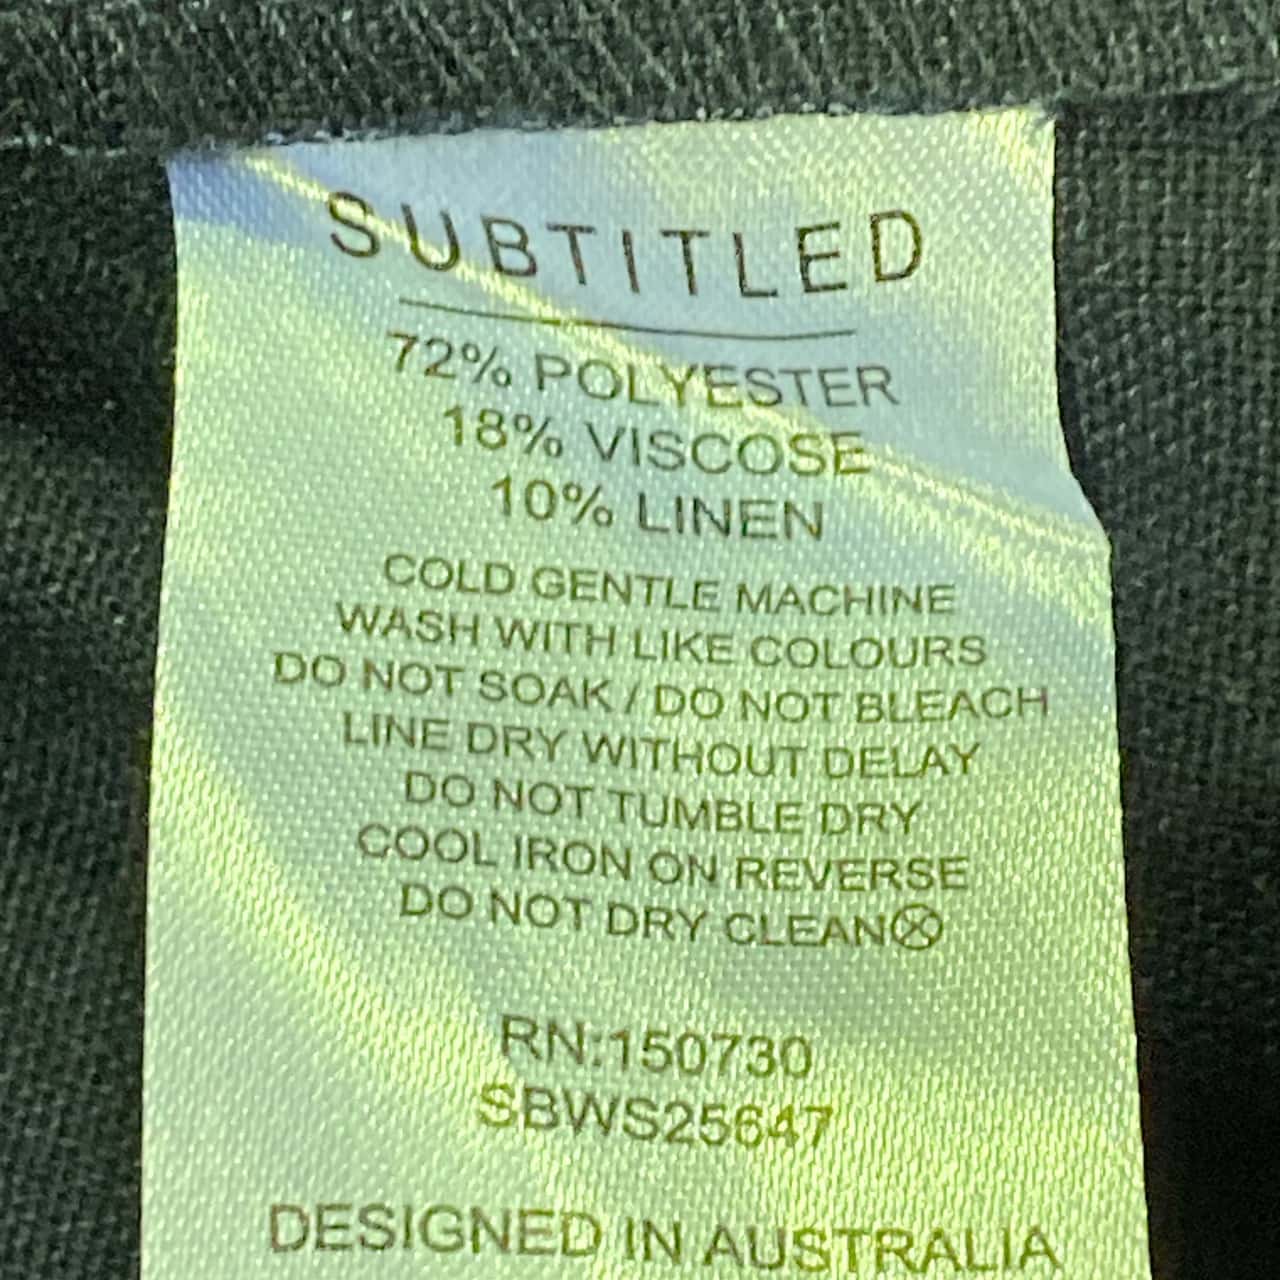 SUBTITLED
72% POLYESTER
18% VISCOSE
10% LINEN
COLD GENTLE MACHINE
WASH WITH LIKE COLOURS
DO NOT SOAK / DO NOT BLEACH
LINE DRY WITHOUT DELAY
DO NOT TUMBLE DRY
COOL IRON ON REVERSE
DO NOT DRY CLEAN
RN:150730
SBWS25647
DESIGNED IN AUSTRALIA